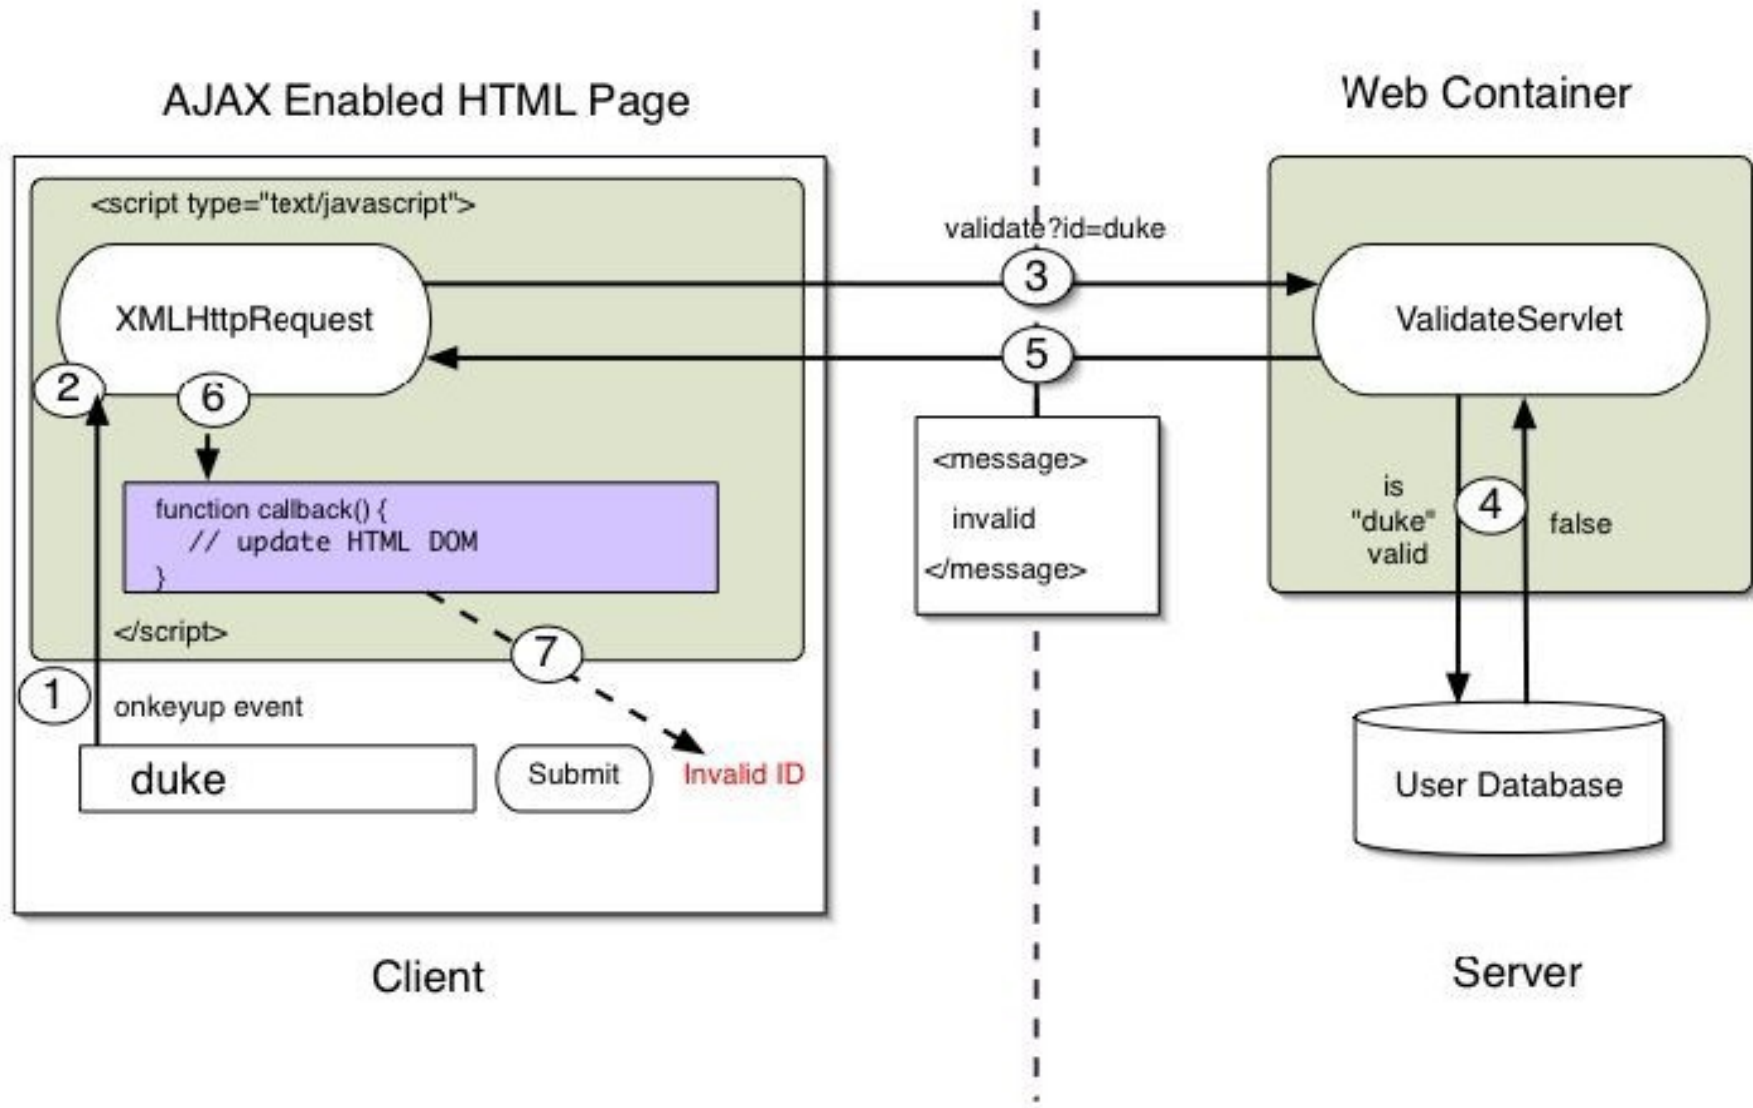 AJAX Enabled HTML Page
Web Container
<script type="text/javascript">
XMLHttpRequest
2
6
function callback() {
// update HTML DOM
}
</script>
7
1
onkeyup event
duke
Submit
Invalid ID
Client
validate?id=duke
3
5
<message>
invalid
</message>
ValidateServlet
is
"duke"
valid
4
false
User Database
Server